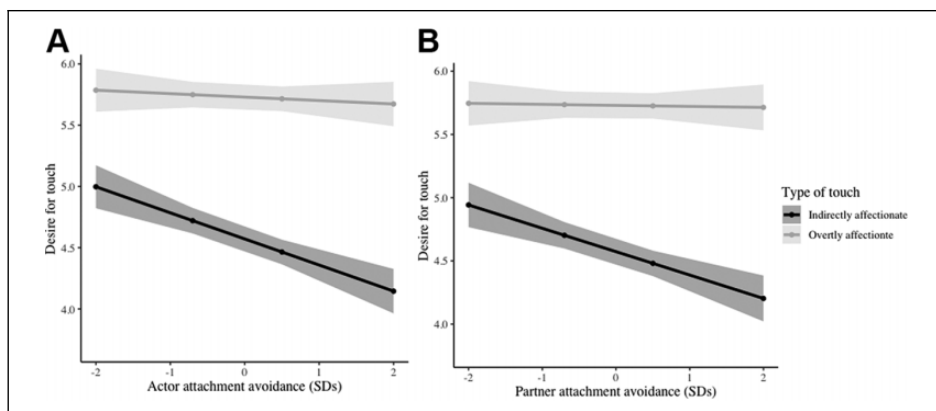 A
B
6.0
5.5
5.0
4.5
4.0
Desire for touch
-2 -1 0 1 2
Actor attachment avoidance (SDs)
6.0
5.5
5.0
4.5
4.0
Desire for touch
-2 -1 0 1 2
Partner attachment avoidance (SDs)
Type of touch
Indirectly affectionate
Overtly affectionte